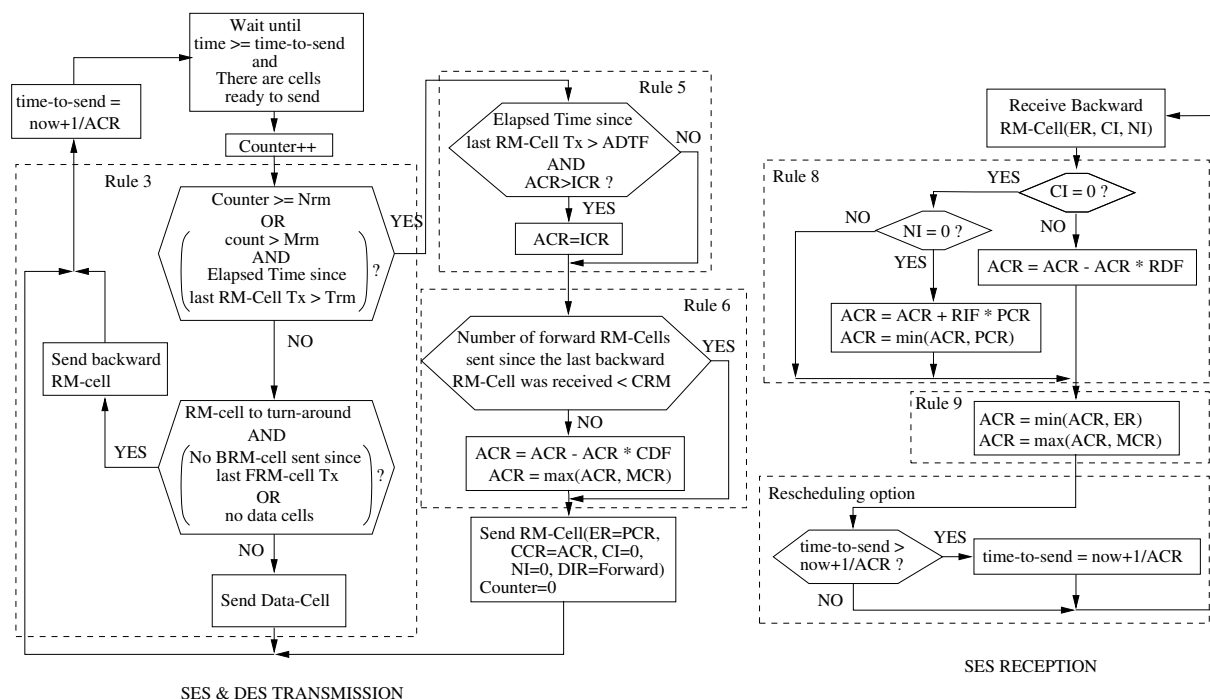 Wait until
time >= time-to-send
and
There are cells
ready to send
time-to-send =
now+1/ACR
Counter++
Rule 3
Counter >= Nrm
OR
count > Mrm
AND
Elapsed Time since
last RM-Cell Tx > Trm
?
YES
NO
Send backward
RM-cell
RM-cell to turn-around
AND
No BRM-cell sent since
last FRM-cell Tx
OR
no data cells
?
YES
NO
Send Data-Cell
Rule 5
Elapsed Time since
last RM-Cell Tx > ADTF
AND
ACR>ICR ?
NO
YES
ACR=ICR
Rule 6
Number of forward RM-Cells
sent since the last backward
RM-Cell was received < CRM
YES
NO
ACR = ACR - ACR * CDF
ACR = max(ACR, MCR)
Send RM-Cell(ER=PCR,
CCR=ACR, CI=0,
NI=0, DIR=Forward)
Counter=0
SES & DES TRANSMISSION
Receive Backward
RM-Cell(ER, CI, NI)
Rule 8
YES
CI = 0 ?
NO
NO
NI = 0 ?
YES
ACR = ACR - ACR * RDF
ACR = ACR + RIF * PCR
ACR = min(ACR, PCR)
Rule 9
ACR = min(ACR, ER)
ACR = max(ACR, MCR)
Rescheduling option
time-to-send >
now+1/ACR ?
YES
time-to-send = now+1/ACR
NO
SES RECEPTION